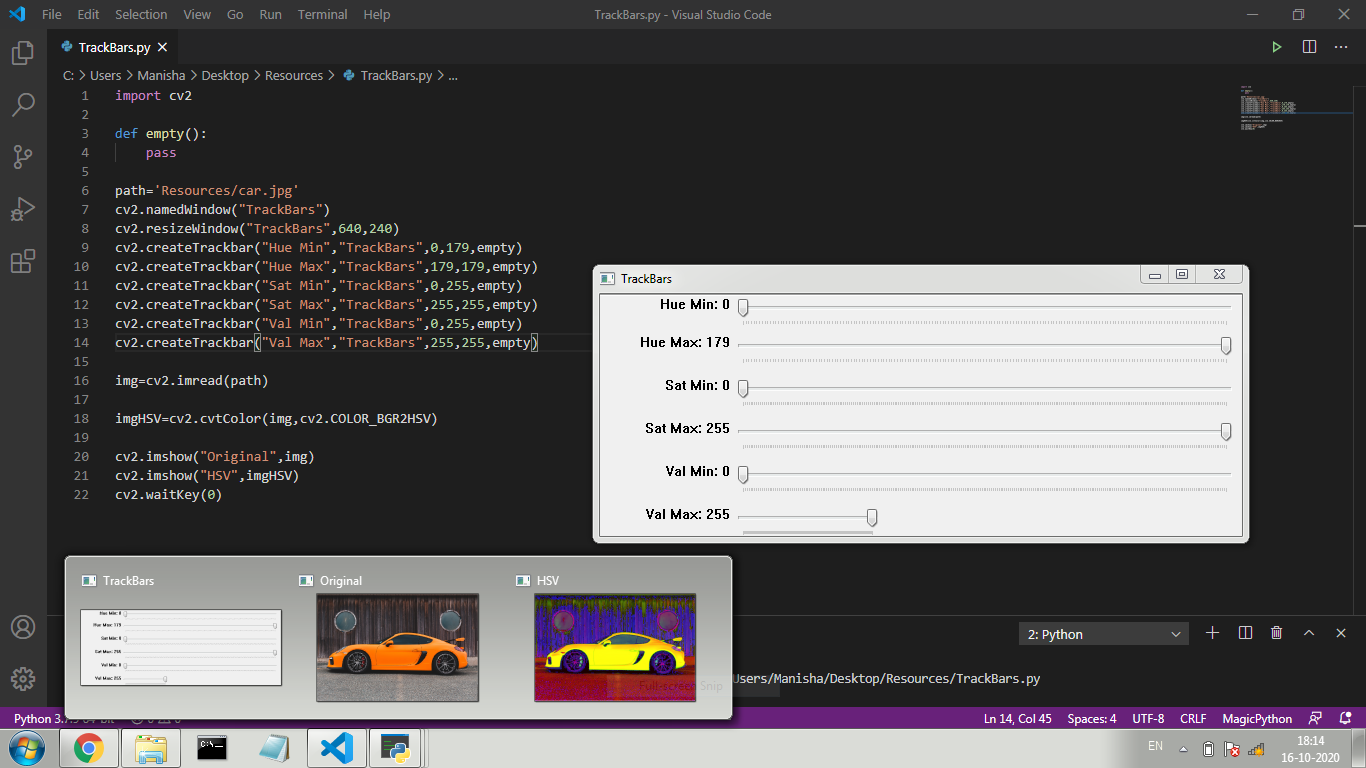 File Edit Selection View Go Run Terminal Help TrackBars.py - Visual Studio Code
TrackBars.py
C: > Users > Manisha > Desktop > Resources > TrackBars.py > ...
1 import cv2
2
3 def empty():
4 pass
5
6 path='Resources/car.jpg'
7 cv2.namedWindow("TrackBars")
8 cv2.resizeWindow("TrackBars",640,240)
9 cv2.createTrackbar("Hue Min","TrackBars",0,179,empty)
10 cv2.createTrackbar("Hue Max","TrackBars",179,179,empty)
11 cv2.createTrackbar("Sat Min","TrackBars",0,255,empty)
12 cv2.createTrackbar("Sat Max","TrackBars",255,255,empty)
13 cv2.createTrackbar("Val Min","TrackBars",0,255,empty)
14 cv2.createTrackbar("Val Max","TrackBars",255,255,empty)
15
16 img=cv2.imread(path)
17
18 imgHSV=cv2.cvtColor(img,cv2.COLOR_BGR2HSV)
19
20 cv2.imshow("Original",img)
21 cv2.imshow("HSV",imgHSV)
22 cv2.waitKey(0)
TrackBars
Hue Min: 0
Hue Max: 179
Sat Min: 0
Sat Max: 255
Val Min: 0
Val Max: 255
TrackBars Original HSV
Hue Min: 0
Hue Max: 179
Sat Min: 0
Sat Max: 255
Val Min: 0
Val Max: 255
Full-screen Snip
2: Python
Users/Manisha/Desktop/Resources/TrackBars.py
Ln 14, Col 45 Spaces: 4 UTF-8 CRLF MagicPython
C:\
EN
18:14
16-10-2020